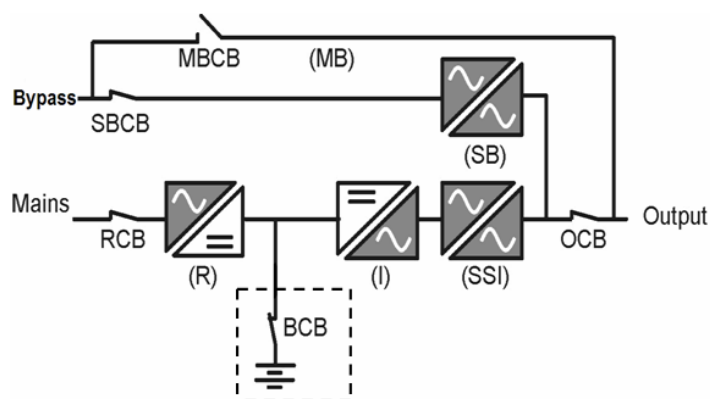 MBCB (MB)
Bypass
SBCB
(SB)
Mains
RCB
(R)
(I)
(SSI)
OCB
Output
BCB